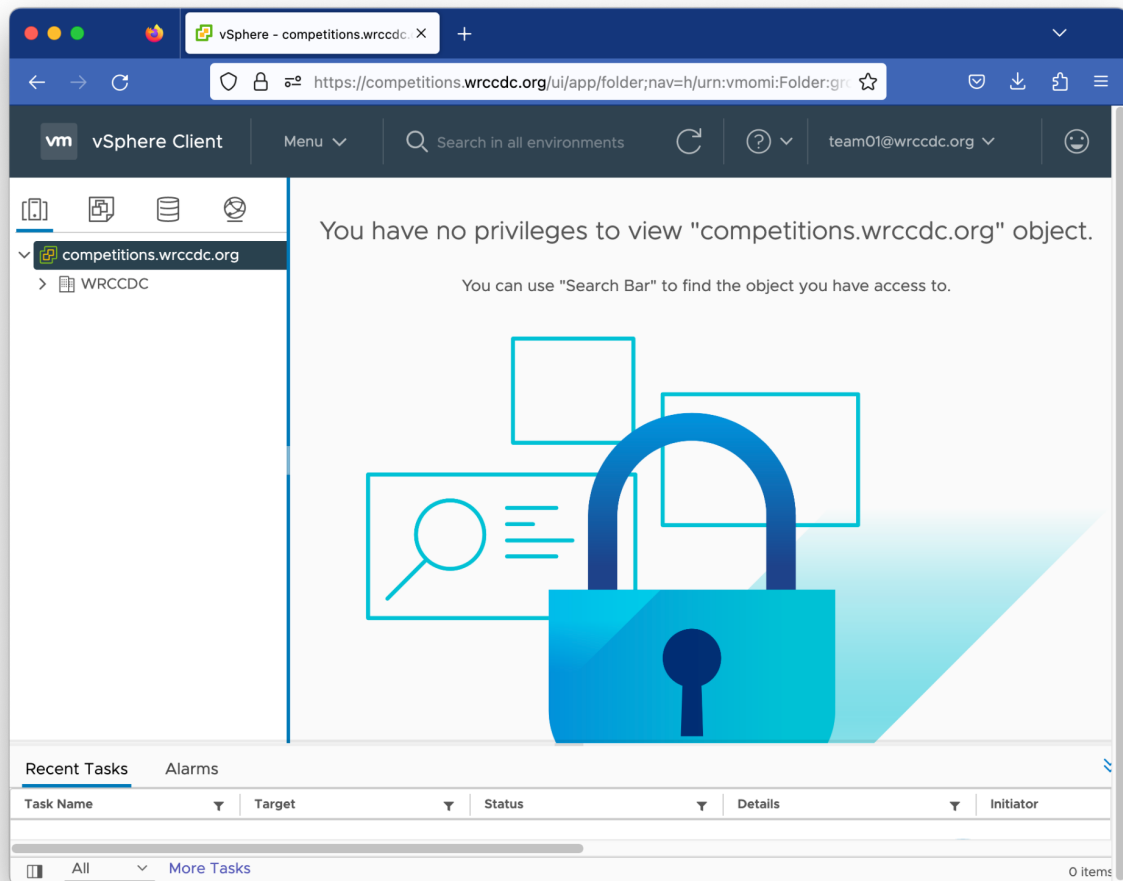 vSphere - competitions.wrccdc.
https://competitions.wrccdc.org/ui/app/folder;nav=h/urn:vmomi:Folder:gro
vm vSphere Client Menu Search in all environments team01@wrccdc.org
competitions.wrccdc.org
WRCCDC
You have no privileges to view "competitions.wrccdc.org" object.
You can use "Search Bar" to find the object you have access to.
Recent Tasks Alarms
Task Name Target Status Details Initiator
All More Tasks 0 items